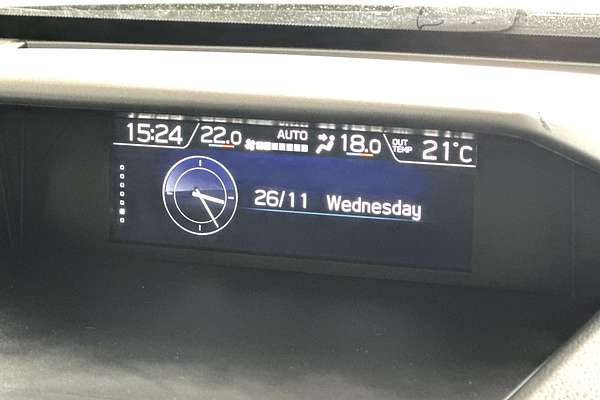 15:24 22.0 AUTO 18.0 OUT TEMP 21°C
26/11 Wednesday